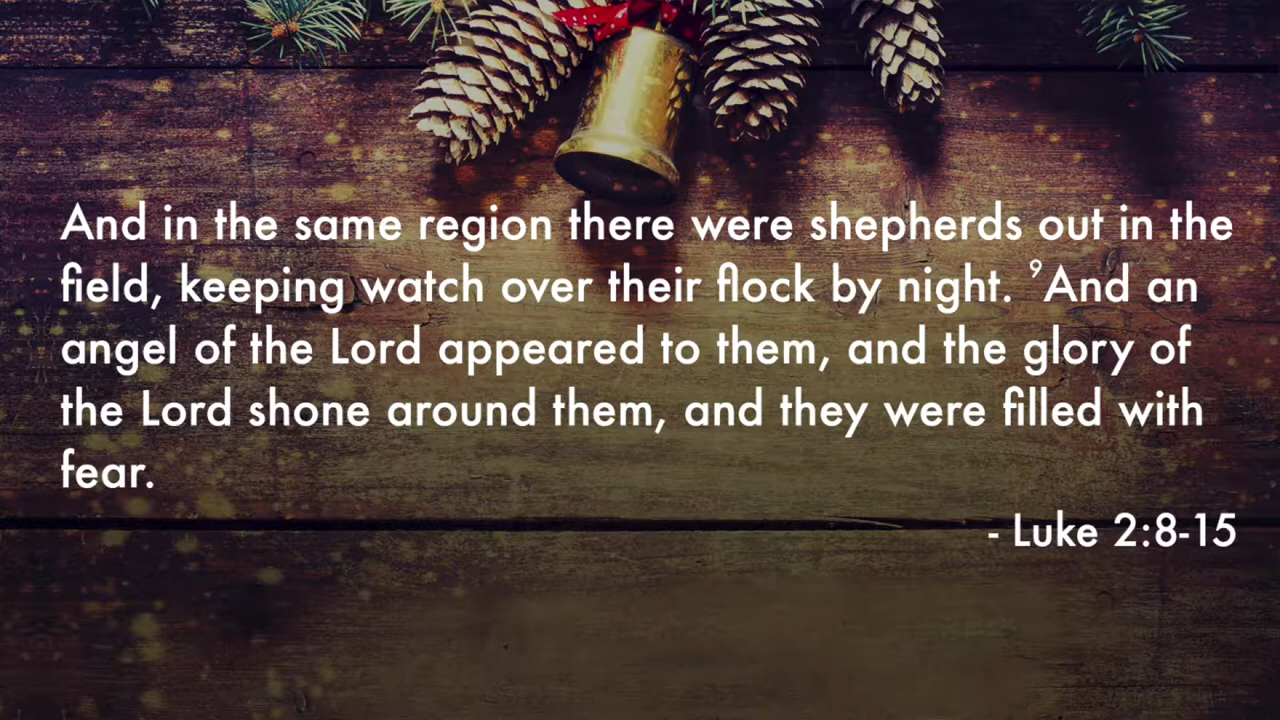 And in the same region there were shepherds out in the
field, keeping watch over their flock by night. ⁹And an
angel of the Lord appeared to them, and the glory of
the Lord shone around them, and they were filled with
fear.
- Luke 2:8-15